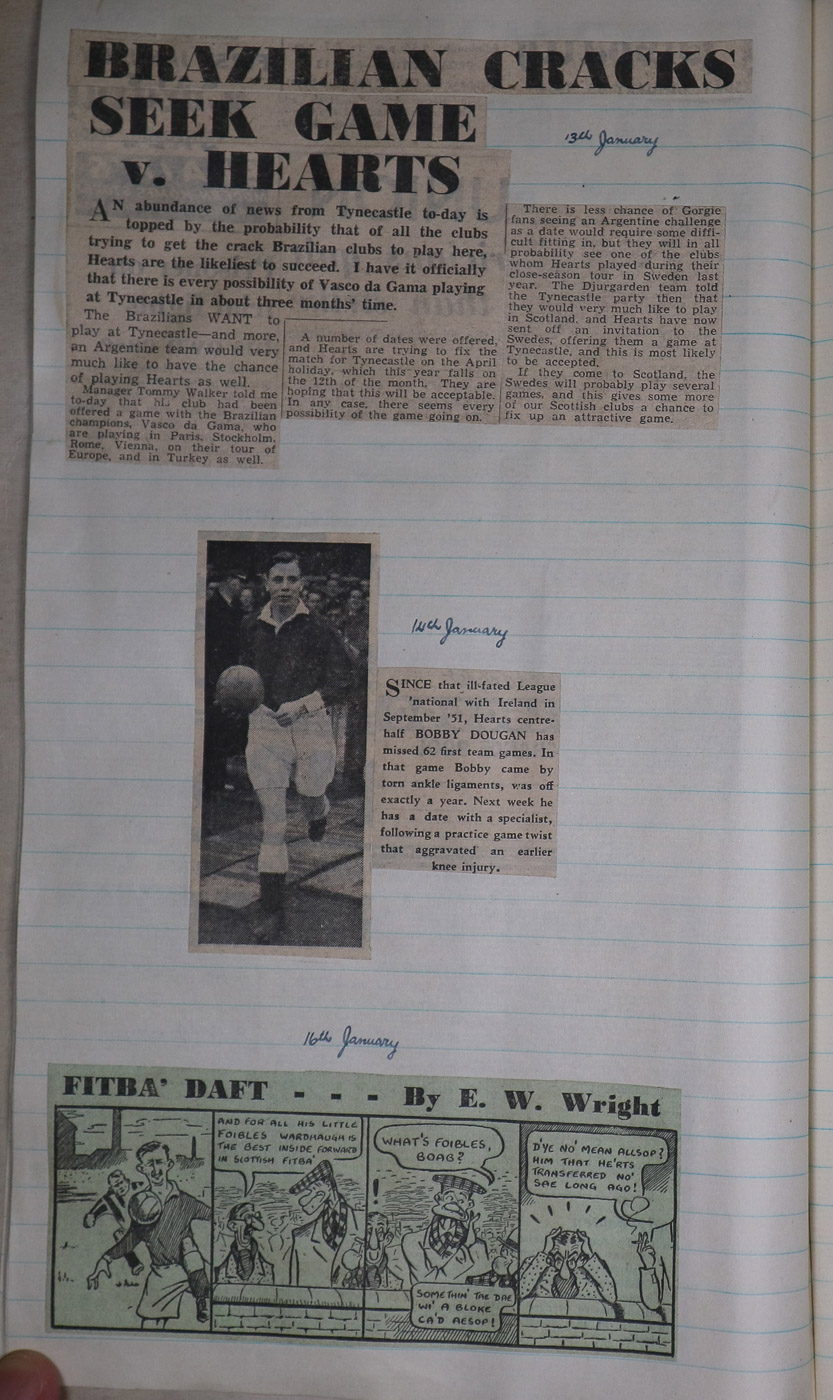 BRAZILIAN CRACKS
SEEK GAME
v. HEARTS
13th January
AN abundance of news from Tynecastle to-day is
topped by the probability that of all the clubs
trying to get the crack Brazilian clubs to play here,
Hearts are the likeliest to succeed. I have it officially
that there is every possibility of Vasco da Gama playing
at Tynecastle in about three months' time.
The Brazilians WANT to
play at Tynecastle—and more,
an Argentine team would very
much like to have the chance
of playing Hearts as well.
Manager Tommy Walker told me
to-day that his club had been
offered a game with the Brazilian
champions, Vasco da Gama, who
are playing in Paris, Stockholm,
Rome, Vienna, on their tour of
Europe, and in Turkey as well.
A number of dates were offered,
and Hearts are trying to fix the
match for Tynecastle on the April
holiday, which this year falls on
the 12th of the month. They are
hoping that this will be acceptable.
In any case, there seems every
possibility of the game going on.
There is less chance of Gorgie
fans seeing an Argentine challenge
as a date would require some diffi-
cult fitting in, but they will in all
probability see one of the clubs
whom Hearts played during their
close-season tour in Sweden last
year. The Djurgarden team told
the Tynecastle party then that
they would very much like to play
in Scotland, and Hearts have now
sent off an invitation to the
Swedes, offering them a game at
Tynecastle, and this is most likely
to be accepted.
If they come to Scotland, the
Swedes will probably play several
games, and this gives some more
of our Scottish clubs a chance to
fix up an attractive game.
14th January
SINCE that ill-fated League
'national with Ireland in
September '51, Hearts centre-
half BOBBY DOUGAN has
missed 62 first team games. In
that game Bobby came by
torn ankle ligaments, was off
exactly a year. Next week he
has a date with a specialist,
following a practice game twist
that aggravated an earlier
knee injury.
16th January
FITBA' DAFT - - - By E. W. Wright
AND FOR ALL HIS LITTLE
FOIBLES WARDHAUGH IS
THE BEST INSIDE FORWARD
IN SCOTTISH FITBA'
WHAT'S FOIBLES,
BOAB?
!
SOMETHIN' TAE DAE
WI' A BLOKE
CA'D AESOP!
D'YE NO' MEAN ALLSOP?
HIM THAT HE'RTS
TRANSFERRED NO'
SAE LONG AGO!